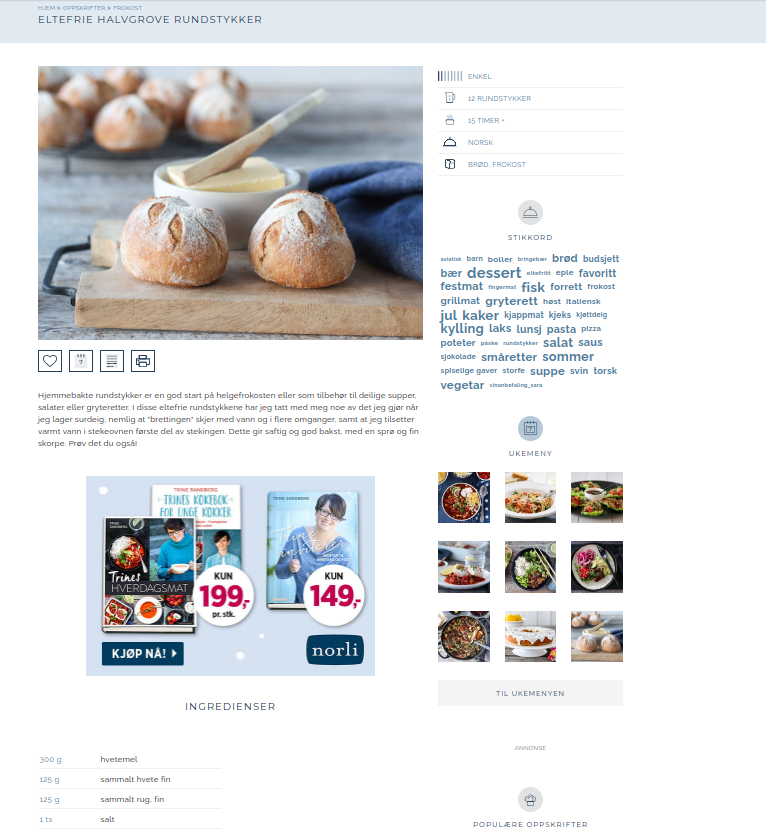 HJEM » OPPSKRIFTER » FROKOST
ELTEFRIE HALVGROVE RUNDSTYKKER
ENKEL
12 RUNDSTYKKER
15 TIMER +
NORSK
BRØD, FROKOST
STIKKORD
asiatisk barn boller bringebær brød budsjett
bær dessert eltefritt eple favoritt
festmat fingermat fisk forrett frokost
grillmat gryterett høst italiensk
jul kaker kjappmat kjeks kjøttdeig
kylling laks lunsj pasta pizza
poteter påske rundstykker salat saus
sjokolade småretter sommer
spiselige gaver storfe suppe svin torsk
vegetar vinanbefaling_sara
7
Hjemmebakte rundstykker er en god start på helgefrokosten eller som tilbehør til deilige supper,
salater eller gryteretter. I disse eltefrie rundstykkene har jeg tatt med meg noe av det jeg gjør når
jeg lager surdeig, nemlig at "brettingen" skjer med vann og i flere omganger, samt at jeg tilsetter
varmt vann i stekeovnen første del av stekingen. Dette gir saftig og god bakst, med en sprø og fin
skorpe. Prøv det du også!
UKEMENY
TIL UKEMENYEN
ANNONSE
POPULÆRE OPPSKRIFTER
TRINE SANDBERG
TRINES KOKEBOK
FOR UNGE KOKKER
TRINE SANDBERG
Trines
HVERDAGSMAT
KUN
199,-
pr. stk.
TRINE SANDBERG
KUN
149,-
KJØP NÅ!
norli
INGREDIENSER
300 g hvetemel
125 g sammalt hvete fin
125 g sammalt rug, fin
1 ts salt